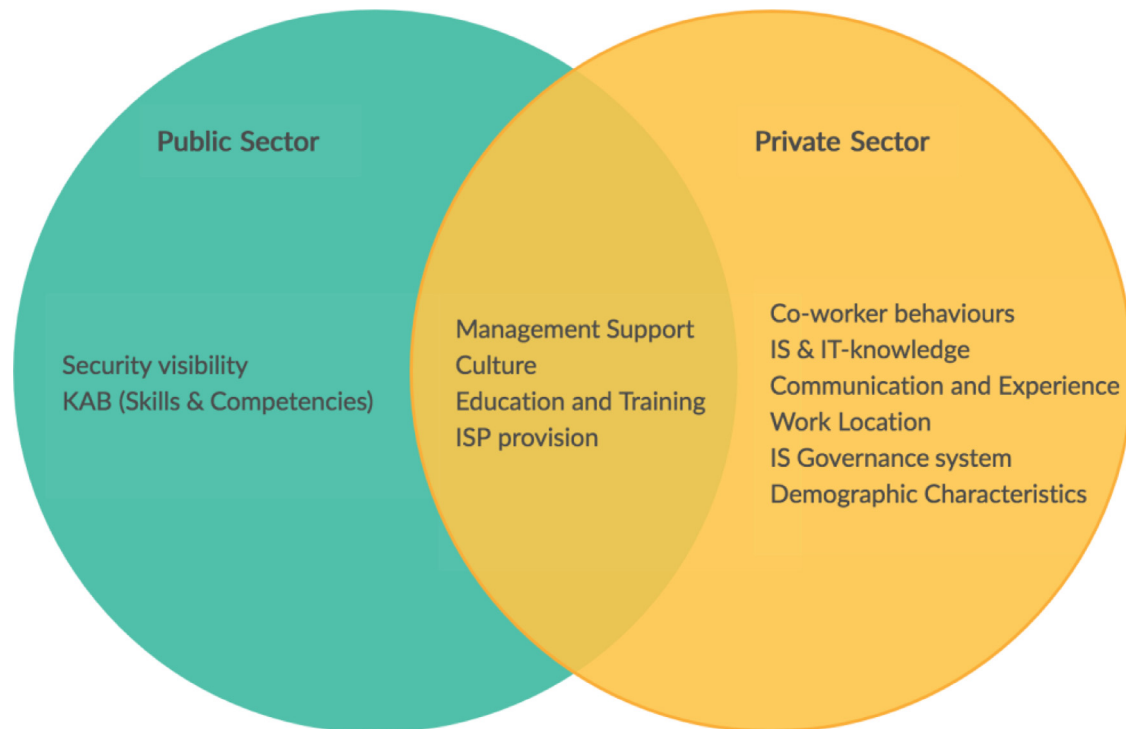 Public Sector
Private Sector
Security visibility
KAB (Skills & Competencies)
Management Support
Culture
Education and Training
ISP provision
Co-worker behaviours
IS & IT-knowledge
Communication and Experience
Work Location
IS Governance system
Demographic Characteristics